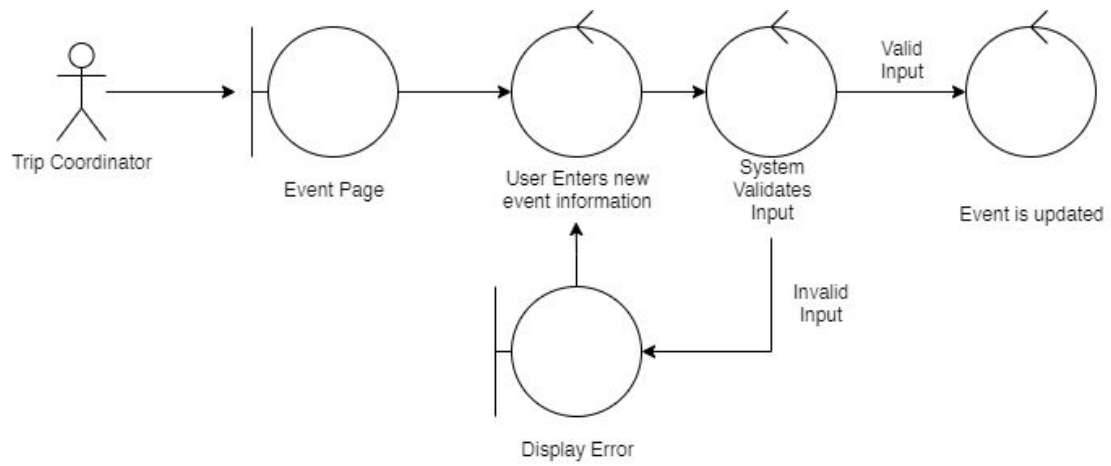 Trip Coordinator
Event Page
User Enters new
event information
System
Validates
Input
Valid
Input
Event is updated
Invalid
Input
Display Error